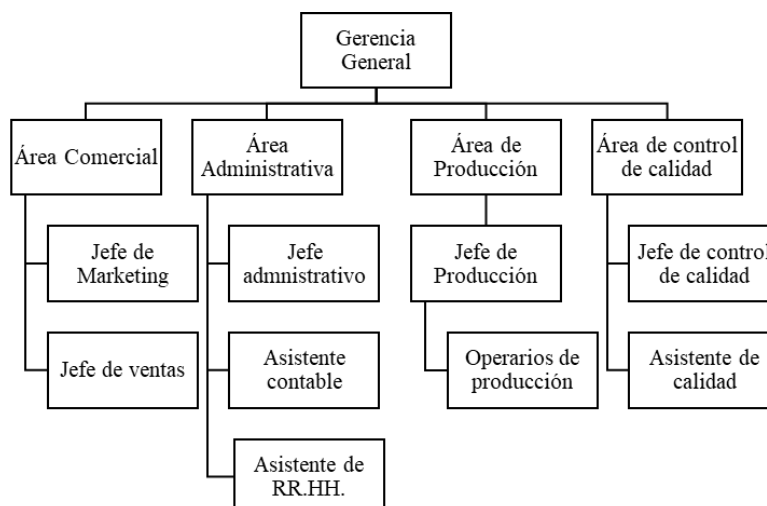 Gerencia
General
Área Comercial
Área
Administrativa
Área de
Producción
Área de control
de calidad
Jefe de
Marketing
Jefe
admnistrativo
Jefe de
Producción
Jefe de control
de calidad
Jefe de ventas
Asistente
contable
Operarios de
producción
Asistente de
calidad
Asistente de
RR.HH.